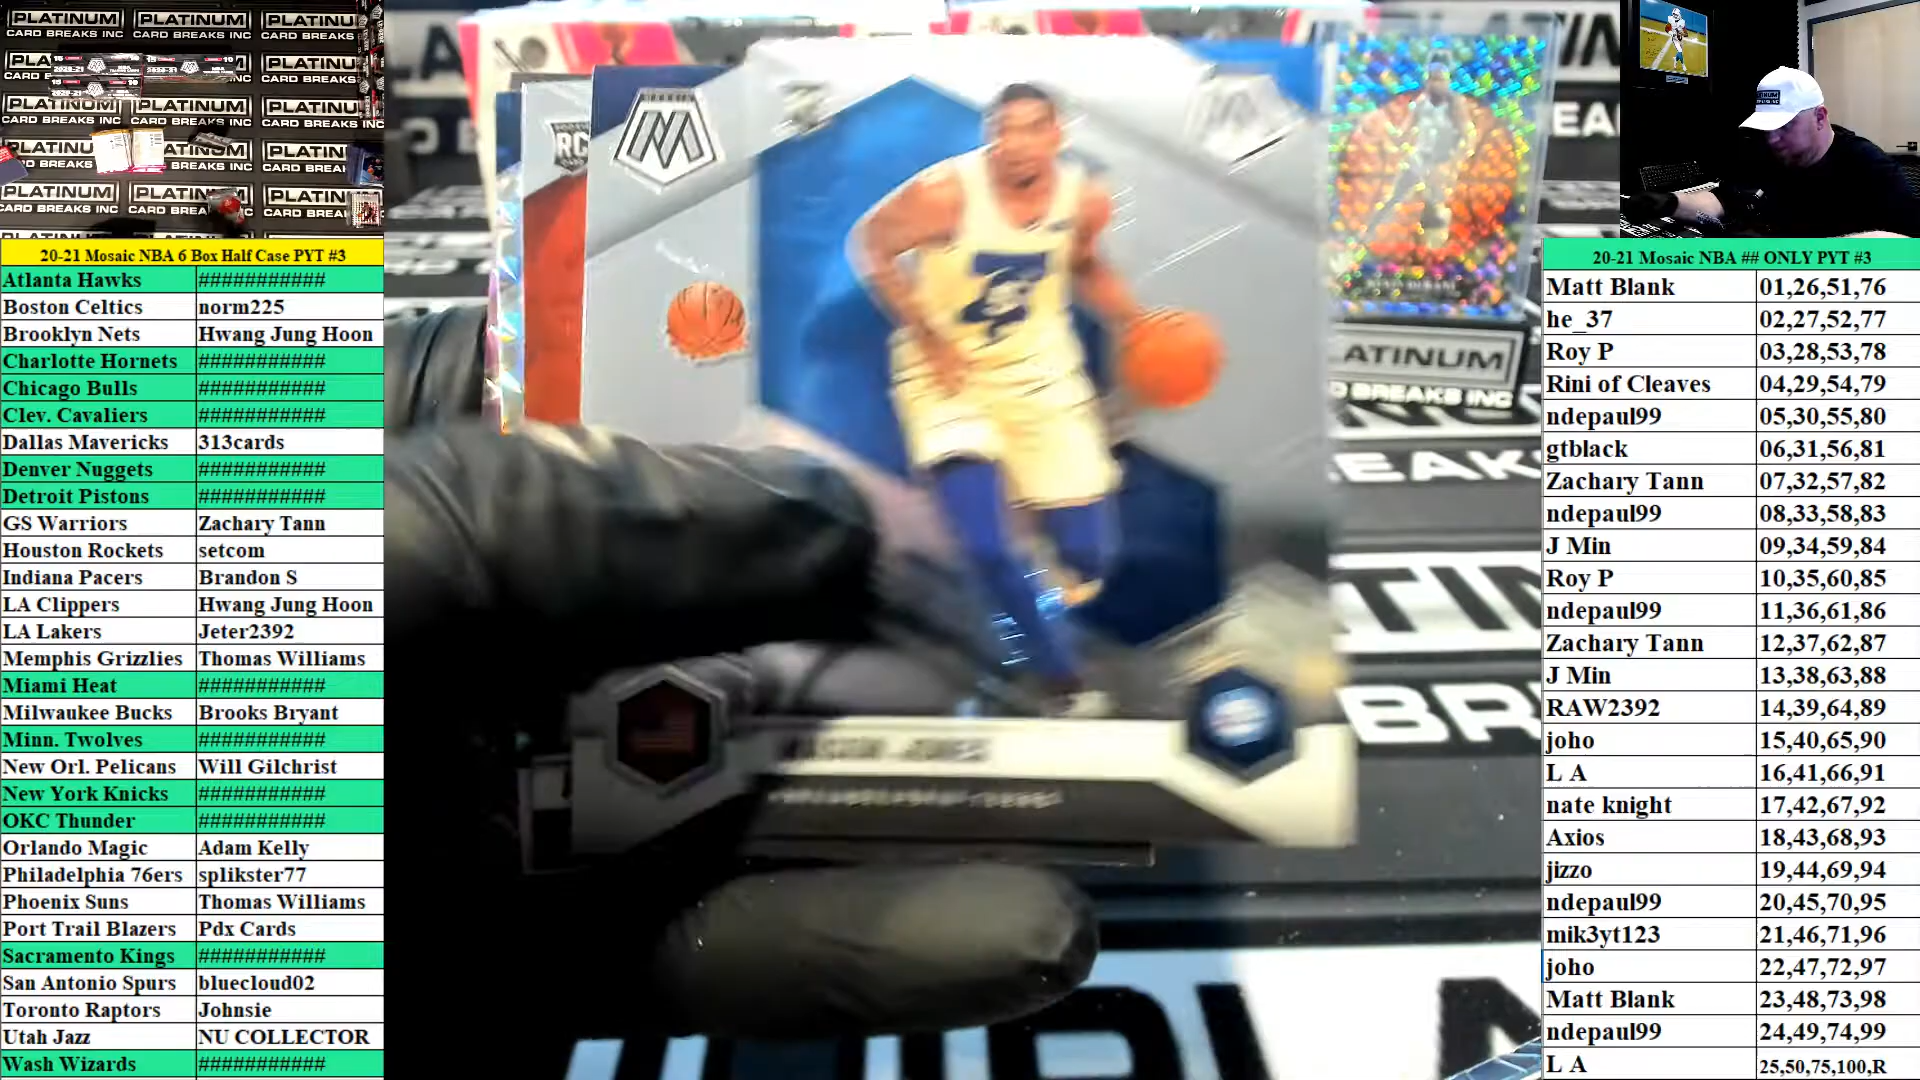 20-21 Mosaic NBA 6 Box Half Case PYT #3
Atlanta Hawks ###########
Boston Celtics norm225
Brooklyn Nets Hwang Jung Hoon
Charlotte Hornets ###########
Chicago Bulls ###########
Clev. Cavaliers ###########
Dallas Mavericks 313cards
Denver Nuggets ###########
Detroit Pistons ###########
GS Warriors Zachary Tann
Houston Rockets setcom
Indiana Pacers Brandon S
LA Clippers Hwang Jung Hoon
LA Lakers Jeter2392
Memphis Grizzlies Thomas Williams
Miami Heat ###########
Milwaukee Bucks Brooks Bryant
Minn. Twolves ###########
New Orl. Pelicans Will Gilchrist
New York Knicks ###########
OKC Thunder ###########
Orlando Magic Adam Kelly
Philadelphia 76ers splikster77
Phoenix Suns Thomas Williams
Port Trail Blazers Pdx Cards
Sacramento Kings ###########
San Antonio Spurs bluecloud02
Toronto Raptors Johnsie
Utah Jazz NU COLLECTOR
Wash Wizards ###########
20-21 Mosaic NBA ## ONLY PYT #3
Matt Blank 01,26,51,76
he_37 02,27,52,77
Roy P 03,28,53,78
Rini of Cleaves 04,29,54,79
ndepaul99 05,30,55,80
gtblack 06,31,56,81
Zachary Tann 07,32,57,82
ndepaul99 08,33,58,83
J Min 09,34,59,84
Roy P 10,35,60,85
ndepaul99 11,36,61,86
Zachary Tann 12,37,62,87
J Min 13,38,63,88
RAW2392 14,39,64,89
joho 15,40,65,90
L A 16,41,66,91
nate knight 17,42,67,92
Axios 18,43,68,93
jizzo 19,44,69,94
ndepaul99 20,45,70,95
mik3yt123 21,46,71,96
joho 22,47,72,97
Matt Blank 23,48,73,98
ndepaul99 24,49,74,99
L A 25,50,75,100,R
PLATINUM PLATINUM PLATINUM
CARD BREAKS INC CARD BREAKS INC CARD BREAKS INC
RC
JONES